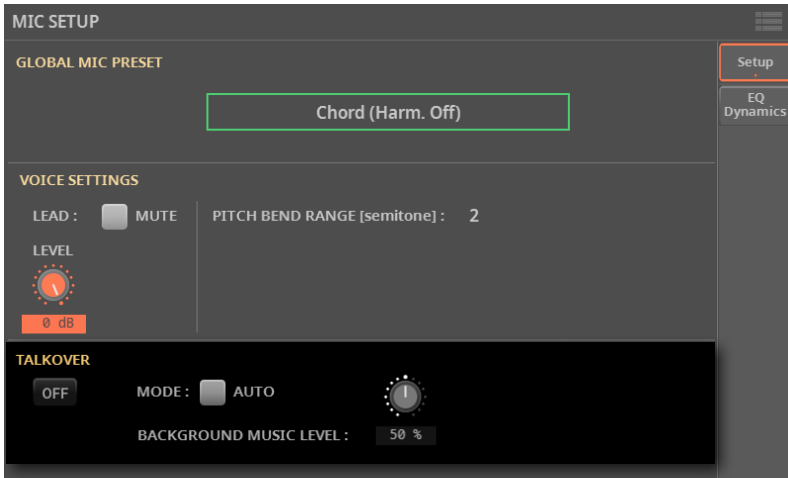 MIC SETUP
GLOBAL MIC PRESET
Setup
Chord (Harm. Off)
EQ
Dynamics
VOICE SETTINGS
LEAD : MUTE PITCH BEND RANGE [semitone] : 2
LEVEL
0 dB
TALKOVER
OFF MODE : AUTO
BACKGROUND MUSIC LEVEL : 50 %